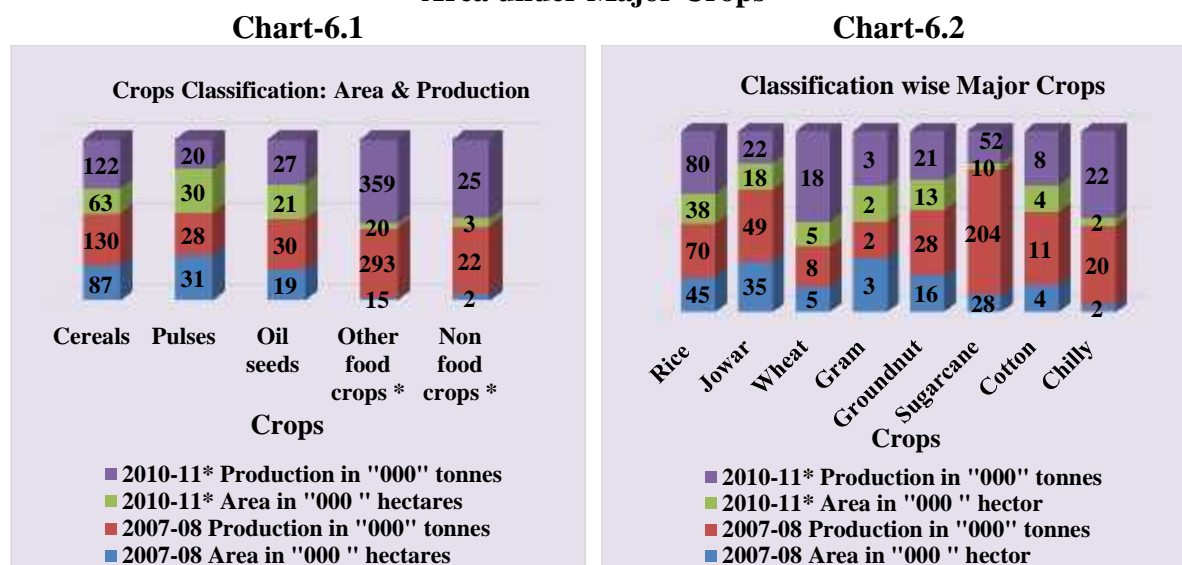 Area under Major Crops
Chart-6.1
Crops Classification: Area & Production
122 20 27 359 25
63 30 21 20 3
130 28 30 293 22
87 31 19 15 2
Cereals Pulses Oil seeds Other food crops * Non food crops *
Crops
2010-11* Production in "000" tonnes
2010-11* Area in "000 " hectares
2007-08 Production in "000" tonnes
2007-08 Area in "000 " hectares
Chart-6.2
Classification wise Major Crops
80 22 18 3 21 52 8 22
38 18 5 2 13 10 4 2
70 49 8 2 28 204 11 20
45 35 5 3 16 28 4 2
Rice Jowar Wheat Gram Groundnut Sugarcane Cotton Chilly
Crops
2010-11* Production in "000" tonnes
2010-11* Area in "000 " hector
2007-08 Production in "000" tonnes
2007-08 Area in "000 " hector